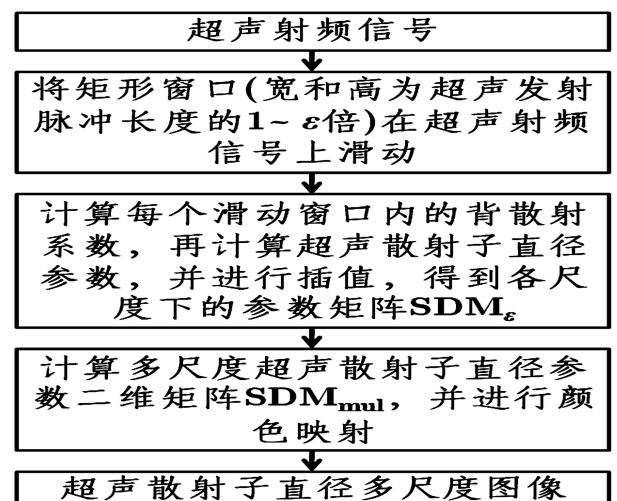 超声射频信号
将矩形窗口(宽和高为超声发射
脉冲长度的1~ ε倍)在超声射频
信号上滑动
计算每个滑动窗口内的背散射
系数，再计算超声散射子直径
参数，并进行插值，得到各尺
度下的参数矩阵SDMε
计算多尺度超声散射子直径参
数二维矩阵SDMmul，并进行颜
色映射
超声散射子直径多尺度图像